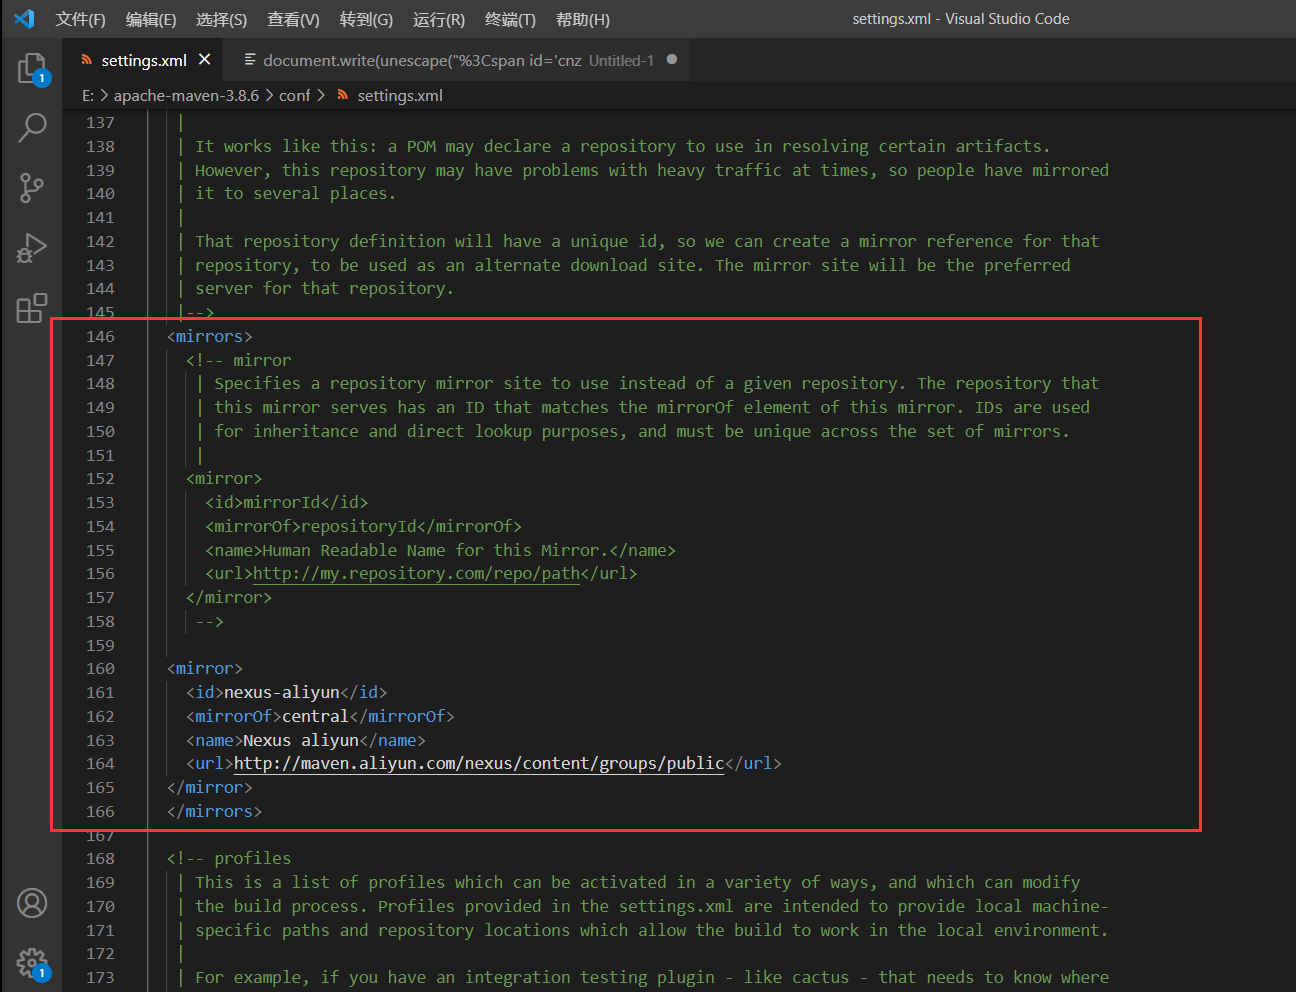 文件(F) 编辑(E) 选择(S) 查看(V) 转到(G) 运行(R) 终端(T) 帮助(H) settings.xml - Visual Studio Code
settings.xml document.write(unescape("%3Cspan id='cnz Untitled-1
E: > apache-maven-3.8.6 > conf > settings.xml
1
137 |
138 | It works like this: a POM may declare a repository to use in resolving certain artifacts.
139 | However, this repository may have problems with heavy traffic at times, so people have mirrored
140 | it to several places.
141 |
142 | That repository definition will have a unique id, so we can create a mirror reference for that
143 | repository, to be used as an alternate download site. The mirror site will be the preferred
144 | server for that repository.
145 |-->
146 <mirrors>
147 <!-- mirror
148 | Specifies a repository mirror site to use instead of a given repository. The repository that
149 | this mirror serves has an ID that matches the mirrorOf element of this mirror. IDs are used
150 | for inheritance and direct lookup purposes, and must be unique across the set of mirrors.
151 |
152 <mirror>
153 <id>mirrorId</id>
154 <mirrorOf>repositoryId</mirrorOf>
155 <name>Human Readable Name for this Mirror.</name>
156 <url>http://my.repository.com/repo/path</url>
157 </mirror>
158 -->
159
160 <mirror>
161 <id>nexus-aliyun</id>
162 <mirrorOf>central</mirrorOf>
163 <name>Nexus aliyun</name>
164 <url>http://maven.aliyun.com/nexus/content/groups/public</url>
165 </mirror>
166 </mirrors>
167
168 <!-- profiles
169 | This is a list of profiles which can be activated in a variety of ways, and which can modify
170 | the build process. Profiles provided in the settings.xml are intended to provide local machine-
171 | specific paths and repository locations which allow the build to work in the local environment.
172 |
173 | For example, if you have an integration testing plugin - like cactus - that needs to know where
1